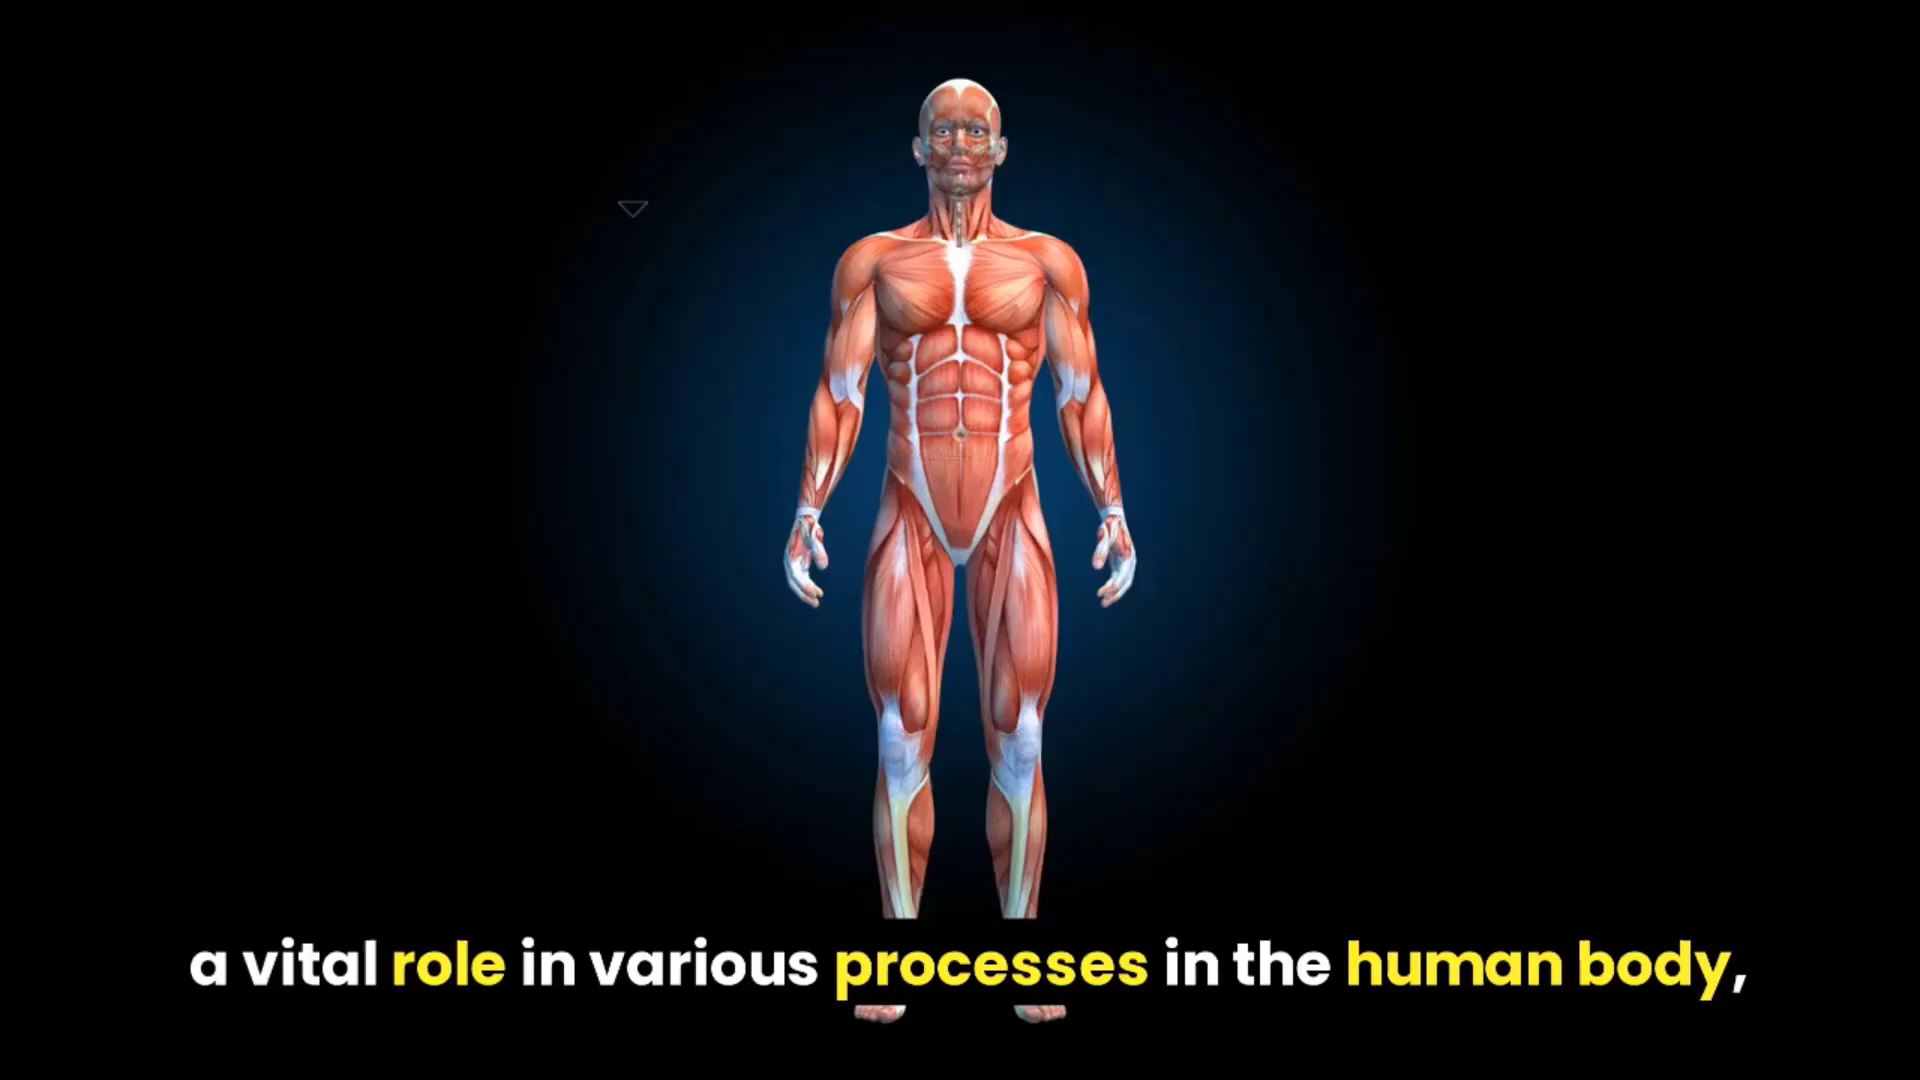 a vital role in various processes in the human body,